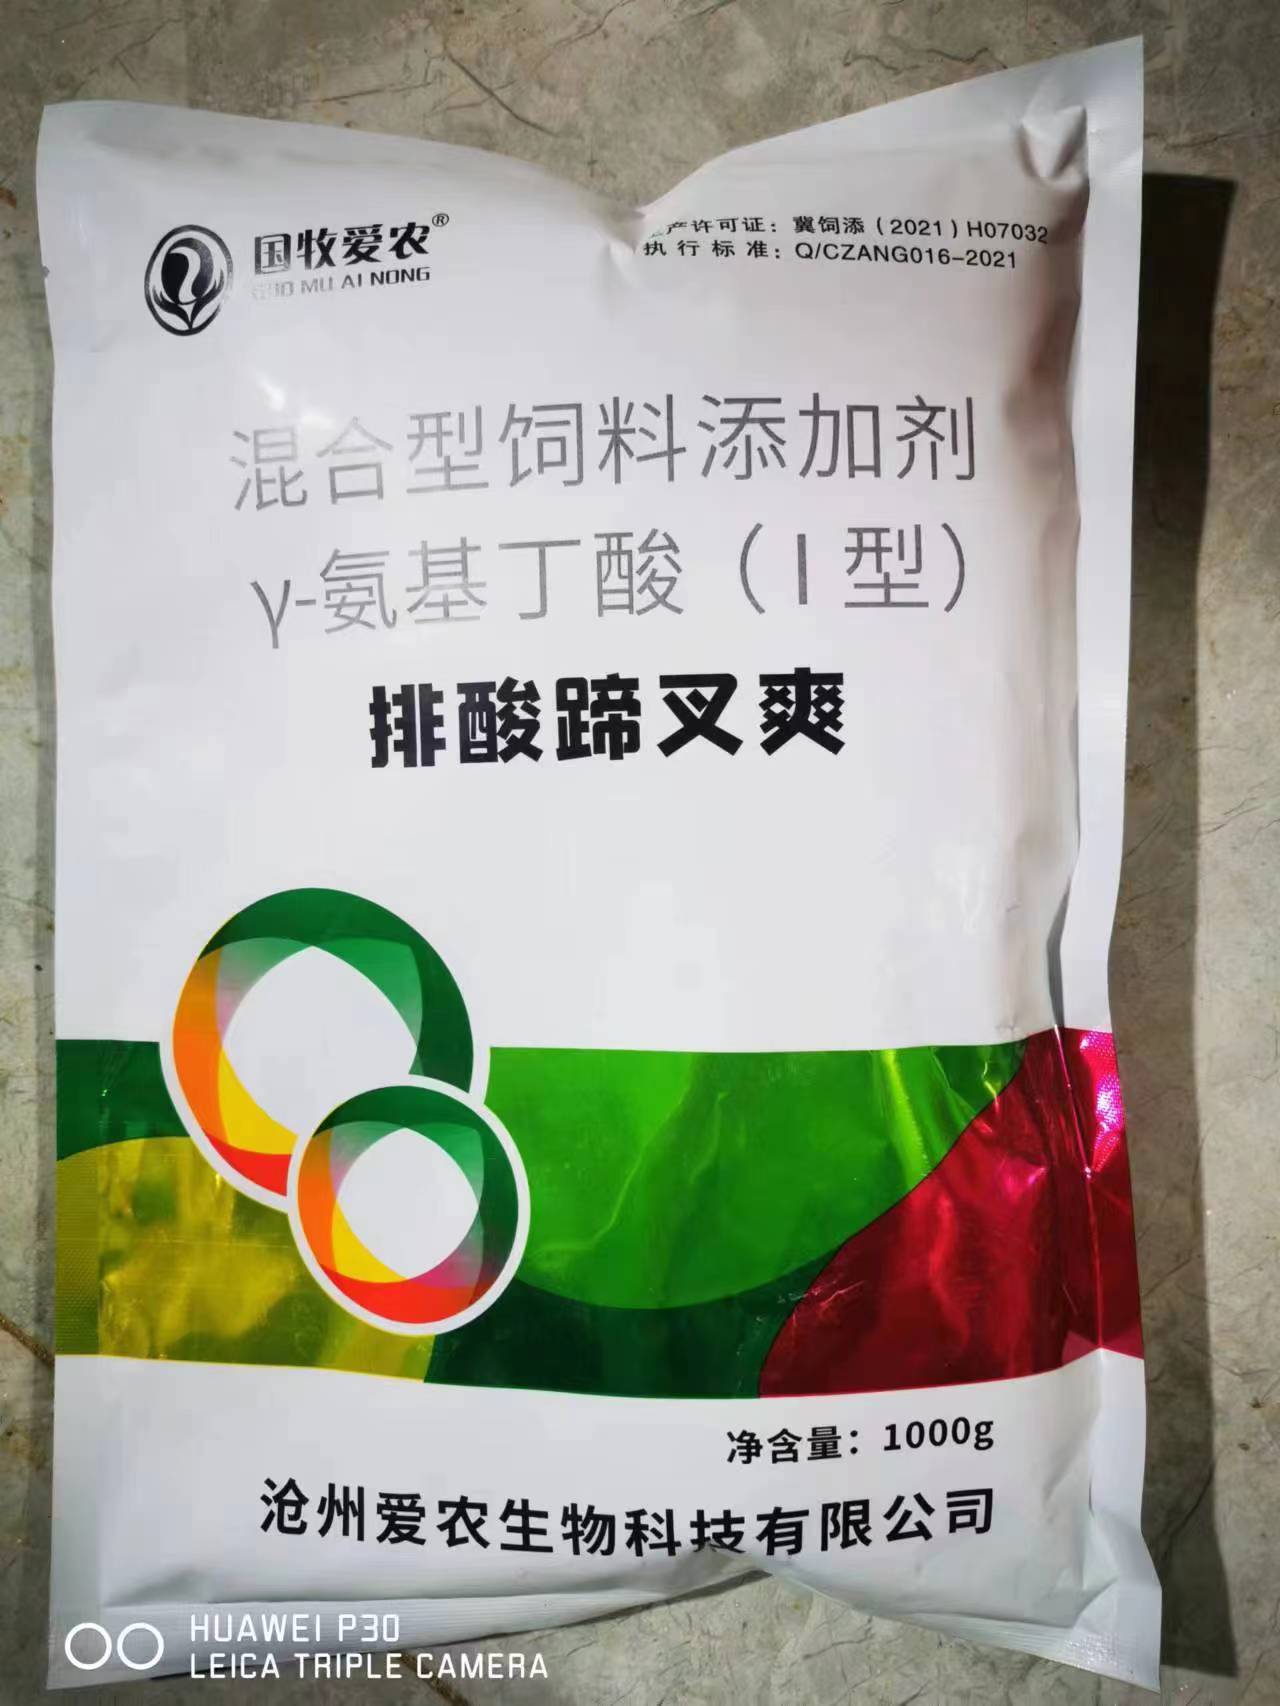 国牧爱农®
GUO MU AI NONG
生产许可证：冀饲添（2021）H07032
执行标准：Q/CZANG016-2021
混合型饲料添加剂
γ-氨基丁酸（I型）
排酸蹄叉爽
净含量：1000g
沧州爱农生物科技有限公司
HUAWEI P30
LEICA TRIPLE CAMERA